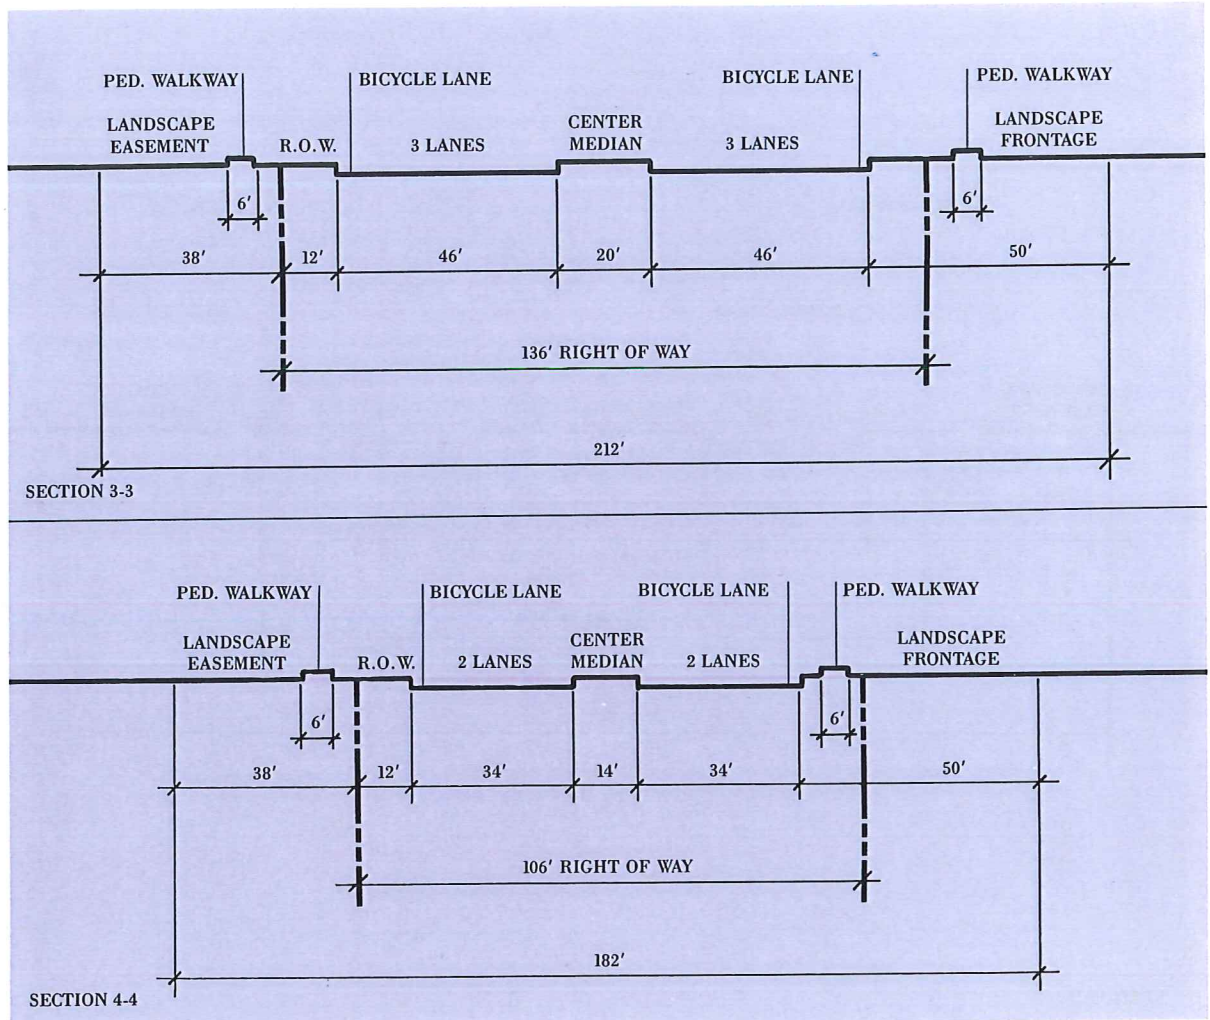 PED. WALKWAY
BICYCLE LANE
BICYCLE LANE
PED. WALKWAY
LANDSCAPE
EASEMENT
R.O.W.
3 LANES
CENTER
MEDIAN
3 LANES
LANDSCAPE
FRONTAGE
6'
6'
38'
12'
46'
20'
46'
50'
136' RIGHT OF WAY
212'
SECTION 3-3
PED. WALKWAY
BICYCLE LANE
BICYCLE LANE
PED. WALKWAY
LANDSCAPE
EASEMENT
R.O.W.
2 LANES
CENTER
MEDIAN
2 LANES
LANDSCAPE
FRONTAGE
6'
6'
38'
12'
34'
14'
34'
50'
106' RIGHT OF WAY
182'
SECTION 4-4